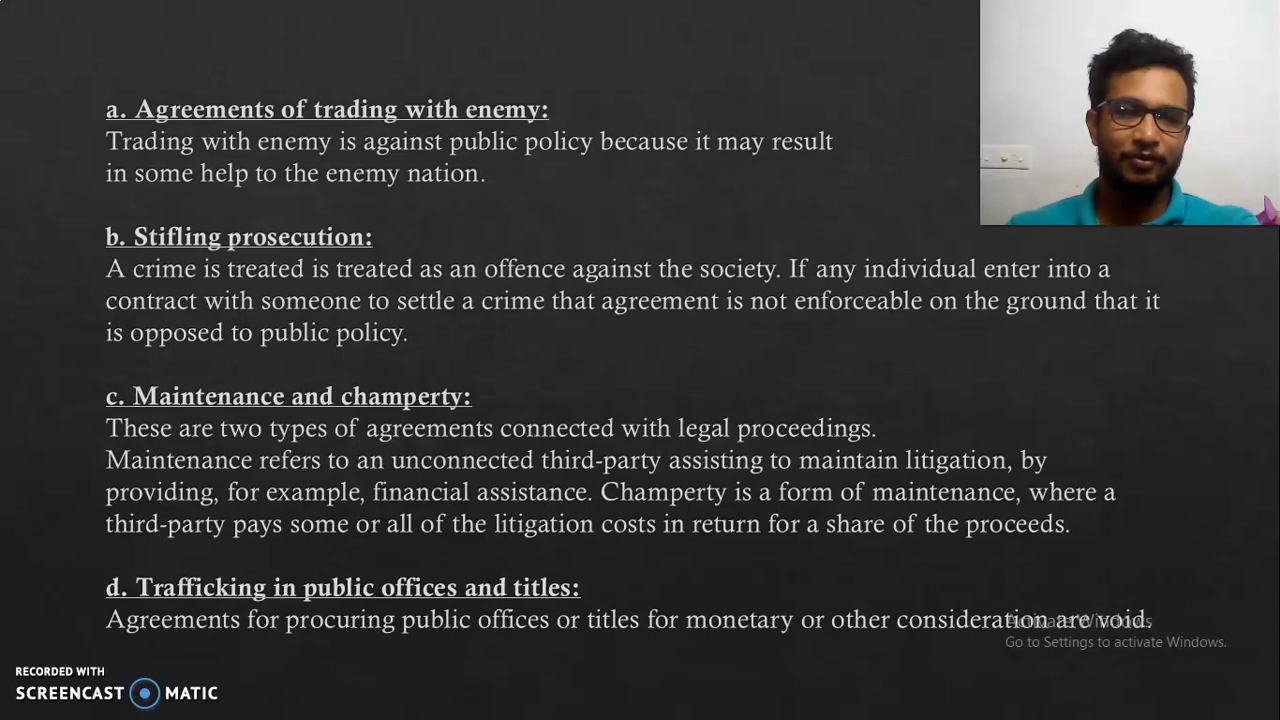 a. Agreements of trading with enemy:
Trading with enemy is against public policy because it may result
in some help to the enemy nation.
b. Stifling prosecution:
A crime is treated is treated as an offence against the society. If any individual enter into a
contract with someone to settle a crime that agreement is not enforceable on the ground that it
is opposed to public policy.
c. Maintenance and champerty:
These are two types of agreements connected with legal proceedings.
Maintenance refers to an unconnected third-party assisting to maintain litigation, by
providing, for example, financial assistance. Champerty is a form of maintenance, where a
third-party pays some or all of the litigation costs in return for a share of the proceeds.
d. Trafficking in public offices and titles:
Agreements for procuring public offices or titles for monetary or other consideration are void.
Activate Windows
Go to Settings to activate Windows.
RECORDED WITH
SCREENCAST MATIC